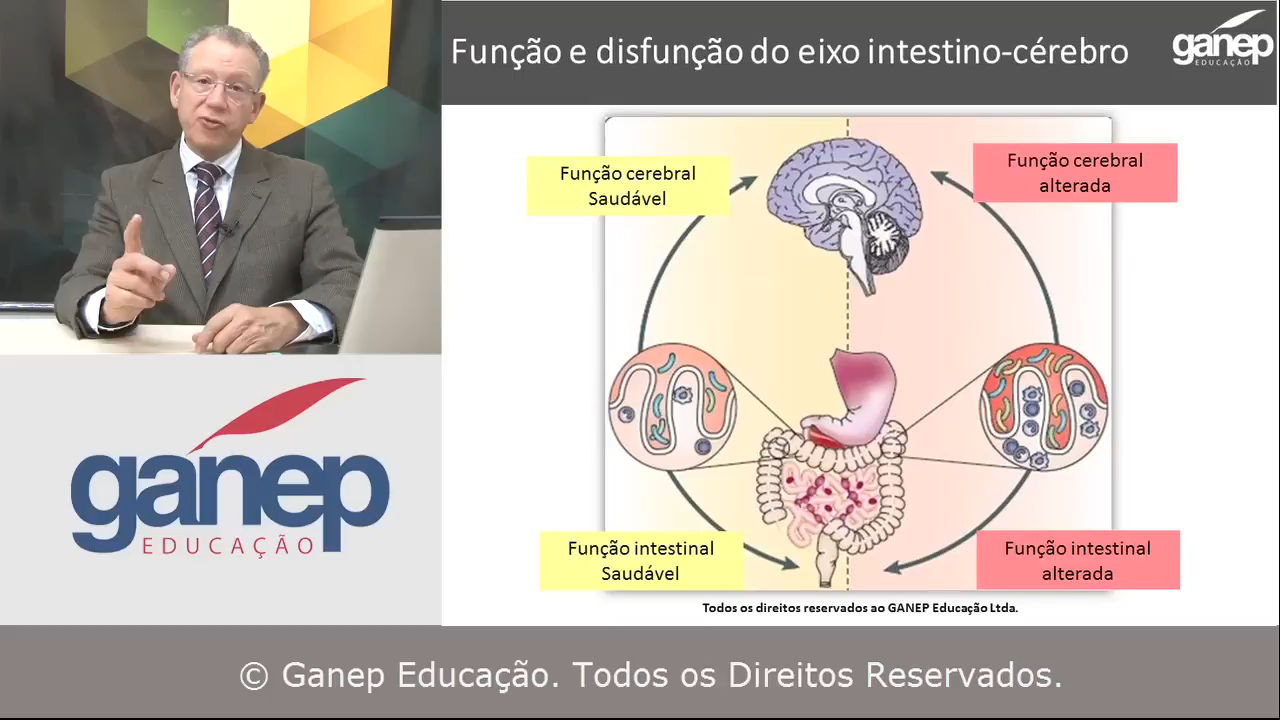 Função e disfunção do eixo intestino-cérebro
ganep
EDUCAÇÃO
Função cerebral
Saudável
Função cerebral
alterada
ganep
EDUCAÇÃO
Função intestinal
Saudável
Função intestinal
alterada
Todos os direitos reservados ao GANEP Educação Ltda.
© Ganep Educação. Todos os Direitos Reservados.